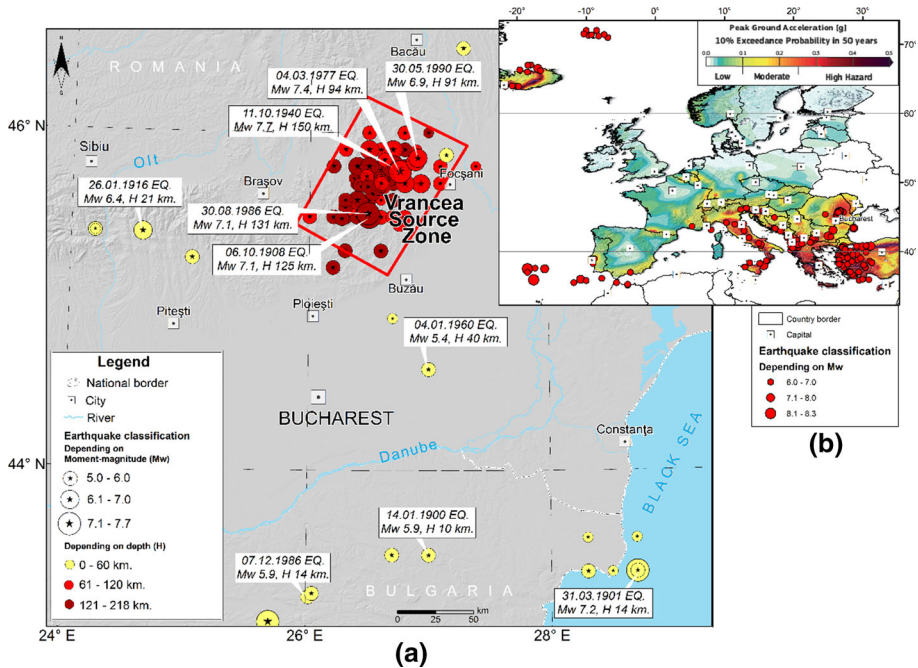 ROMANIA
Bacău
04.03.1977 EQ.
Mw 7.4, H 94 km.
30.05.1990 EQ.
Mw 6.9, H 91 km.
11.10.1940 EQ.
Mw 7.7, H 150 km.
46° N
Sibiu
Olt
Focșani
Brașov
26.01.1916 EQ.
Mw 6.4, H 21 km.
Vrancea
Source
Zone
30.08.1986 EQ.
Mw 7.1, H 131 km.
06.10.1908 EQ.
Mw 7.1, H 125 km.
Buzău
Ploiești
Pitești
04.01.1960 EQ.
Mw 5.4, H 40 km.
BUCHAREST
Constanța
Danube
BLACK SEA
44° N
14.01.1900 EQ.
Mw 5.9, H 10 km.
07.12.1986 EQ.
Mw 5.9, H 14 km.
BULGARIA
31.03.1901 EQ.
Mw 7.2, H 14 km.
0 25 50
km
24° E
26° E
28° E
Legend
National border
City
River
Earthquake classification
Depending on
Moment-magnitude (Mw)
5.0 - 6.0
6.1 - 7.0
7.1 - 7.7
Depending on depth (H)
0 - 60 km.
61 - 120 km.
121 - 218 km.
(a)
-20° -10° 0° 10° 20° 30°
Peak Ground Acceleration [g]
10% Exceedance Probability in 50 years
0.0 0.1 0.2 0.3 0.4 0.5
Low Moderate High Hazard
70°
60°
50°
40°
Bucharest
Country border
Capital
Earthquake classification
Depending on Mw
6.0 - 7.0
7.1 - 8.0
8.1 - 8.3
(b)